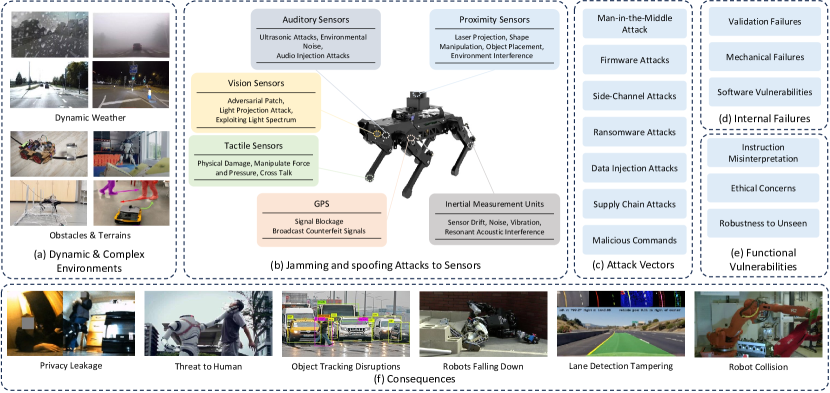 Dynamic Weather
Obstacles & Terrains
(a) Dynamic & Complex
Environments
Auditory Sensors
Ultrasonic Attacks, Environmental
Noise,
Audio Injection Attacks
Proximity Sensors
Laser Projection, Shape
Manipulation, Object Placement,
Environment Interference
Vision Sensors
Adversarial Patch,
Light Projection Attack,
Exploiting Light Spectrum
Tactile Sensors
Physical Damage, Manipulate Force
and Pressure, Cross Talk
GPS
Signal Blockage
Broadcast Counterfeit Signals
Inertial Measurement Units
Sensor Drift, Noise, Vibration,
Resonant Acoustic Interference
(b) Jamming and spoofing Attacks to Sensors
Man-in-the-Middle
Attack
Firmware Attacks
Side-Channel Attacks
Ransomware Attacks
Data Injection Attacks
Supply Chain Attacks
Malicious Commands
(c) Attack Vectors
Validation Failures
Mechanical Failures
Software Vulnerabilities
(d) Internal Failures
Instruction
Misinterpretation
Ethical Concerns
Robustness to Unseen
(e) Functional
Vulnerabilities
Privacy Leakage
Threat to Human
Object Tracking Disruptions
Robots Falling Down
Lane Detection Tampering
Robot Collision
(f) Consequences